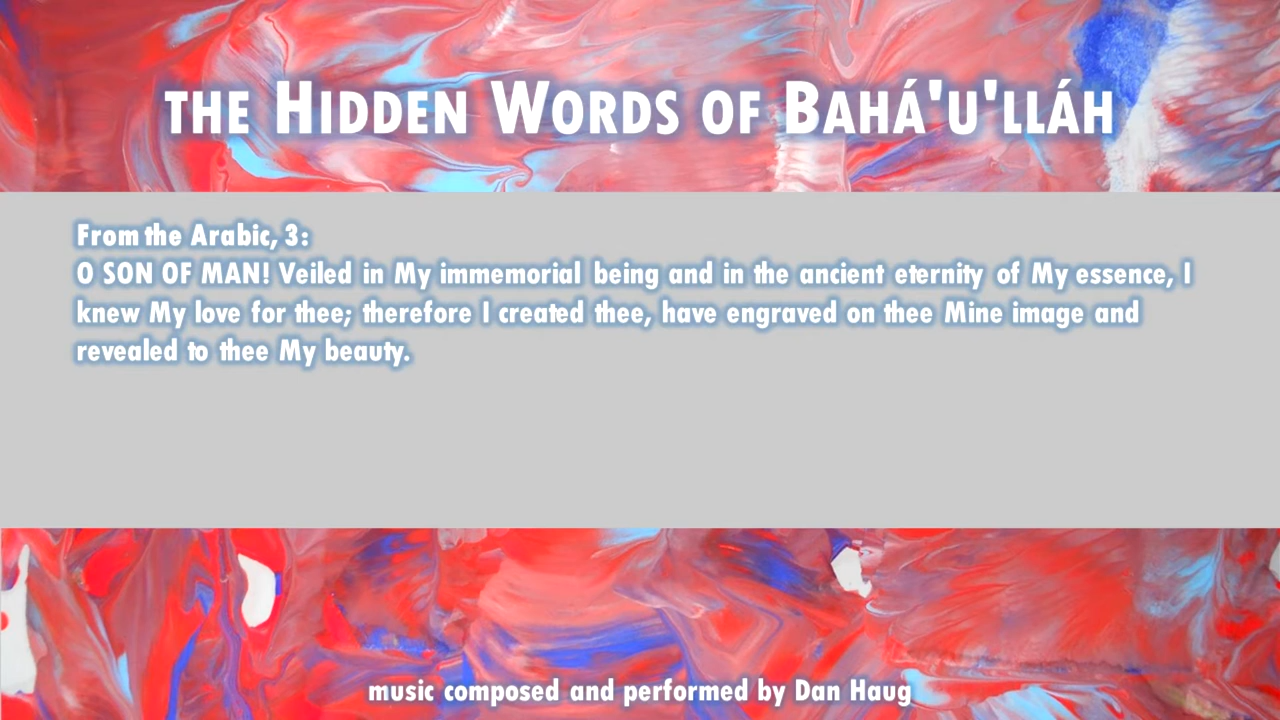 THE HIDDEN WORDS OF BAHÁ'U'LLÁH
From the Arabic, 3:
O SON OF MAN! Veiled in My immemorial being and in the ancient eternity of My essence, I
knew My love for thee; therefore I created thee, have engraved on thee Mine image and
revealed to thee My beauty.
music composed and performed by Dan Haug